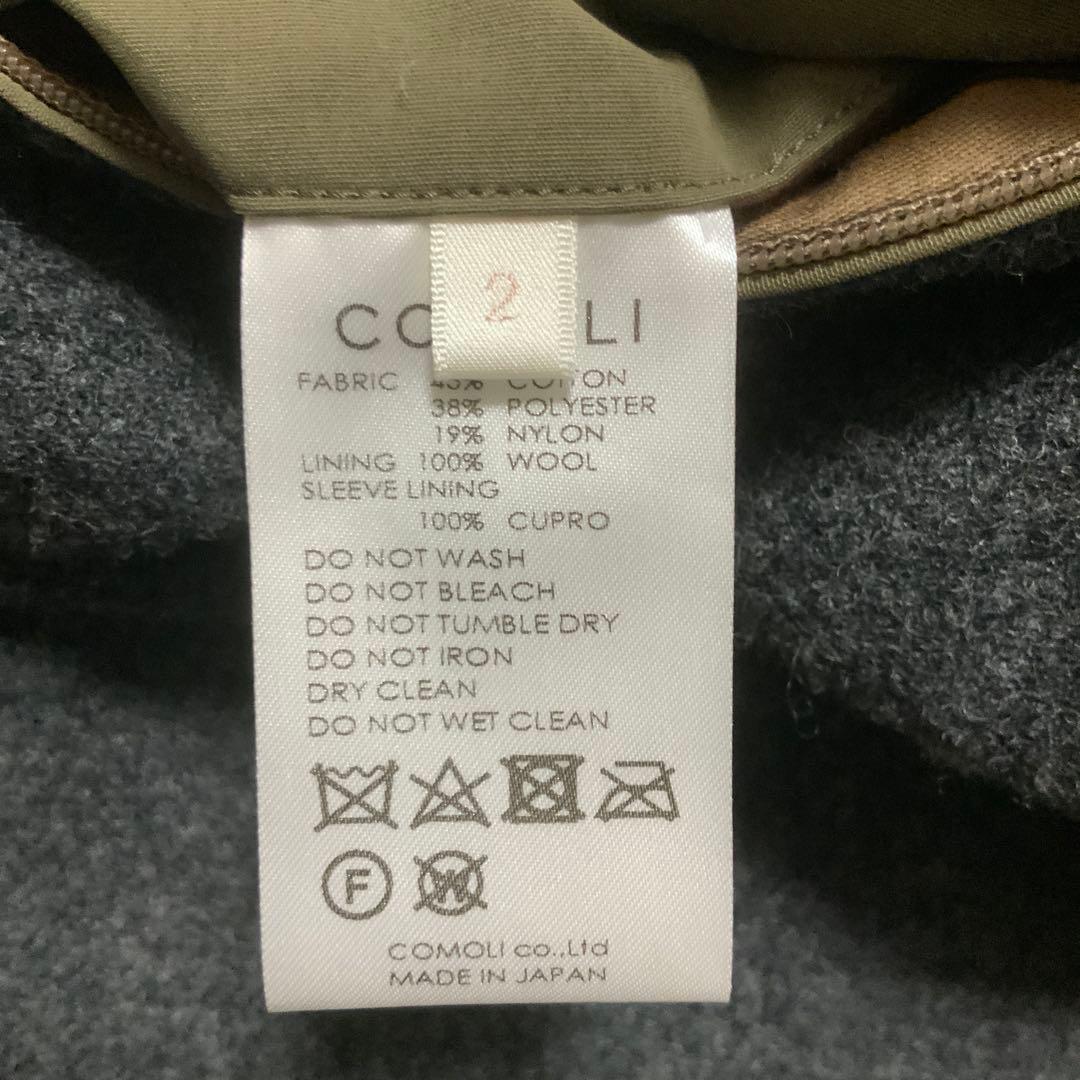 2
CO LI
FABRIC 43% COTTON
38% POLYESTER
19% NYLON
LINING 100% WOOL
SLEEVE LINING
100% CUPRO
DO NOT WASH
DO NOT BLEACH
DO NOT TUMBLE DRY
DO NOT IRON
DRY CLEAN
DO NOT WET CLEAN
F W
COMOLI co.,Ltd
MADE IN JAPAN